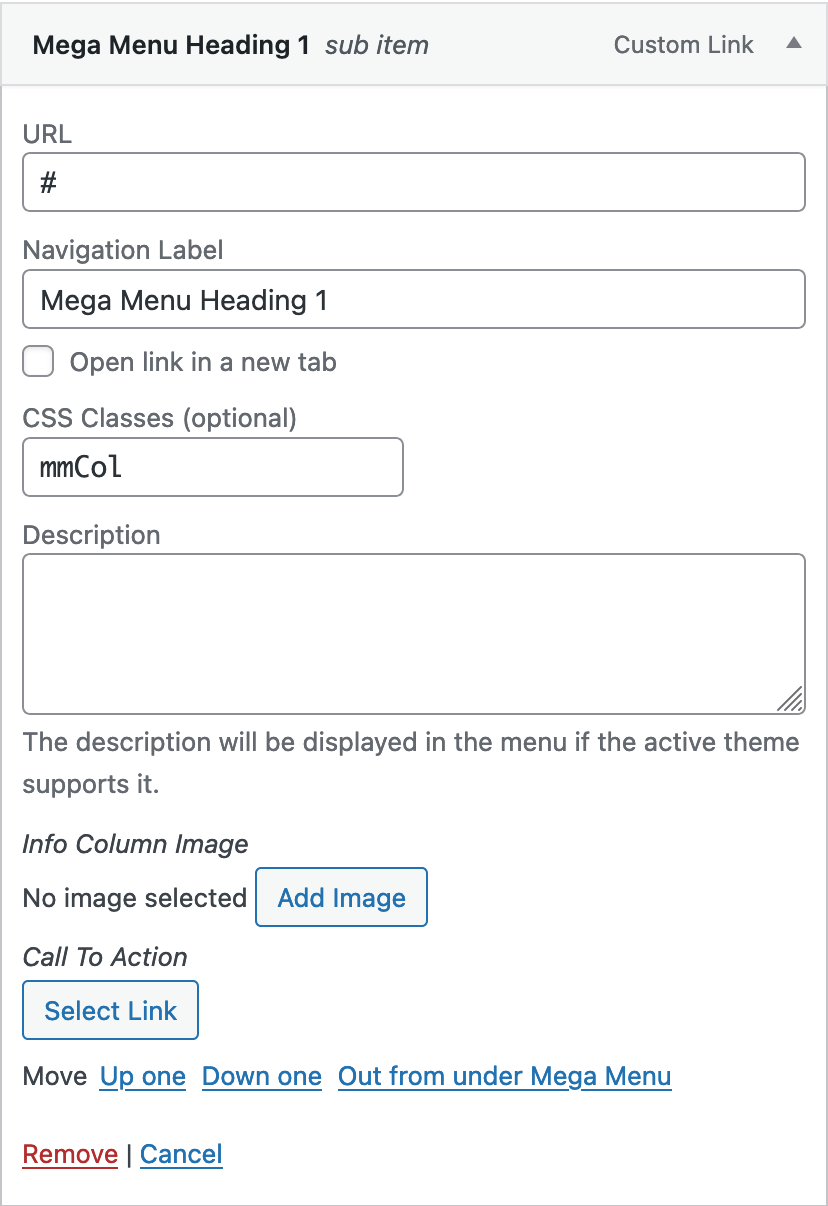 Mega Menu Heading 1 sub item Custom Link
URL
#
Navigation Label
Mega Menu Heading 1
Open link in a new tab
CSS Classes (optional)
mmCol
Description
The description will be displayed in the menu if the active theme
supports it.
Info Column Image
No image selected Add Image
Call To Action
Select Link
Move Up one Down one Out from under Mega Menu
Remove | Cancel